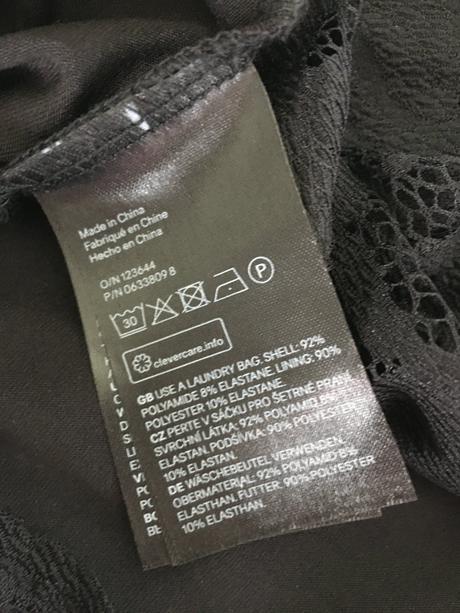 Made in China
Fabriqué en Chine
Hecho en China
O/N 123644
P/N 0633809 8
30
P
clevercare.info
GB USE A LAUNDRY BAG. SHELL: 92%
POLYAMIDE 8% ELASTANE. LINING: 90%
POLYESTER 10% ELASTANE.
CZ PERTE V SÁČKU PRO ŠETRNÉ PRANÍ.
SVRCHNÍ LÁTKA: 92% POLYAMID 8%
ELASTAN. PODŠÍVKA: 90% POLYESTER
10% ELASTAN.
DE WÄSCHEBEUTEL VERWENDEN.
OBERMATERIAL: 92% POLYAMID 8%
ELASTHAN. FUTTER: 90% POLYESTER
10% ELASTHAN.